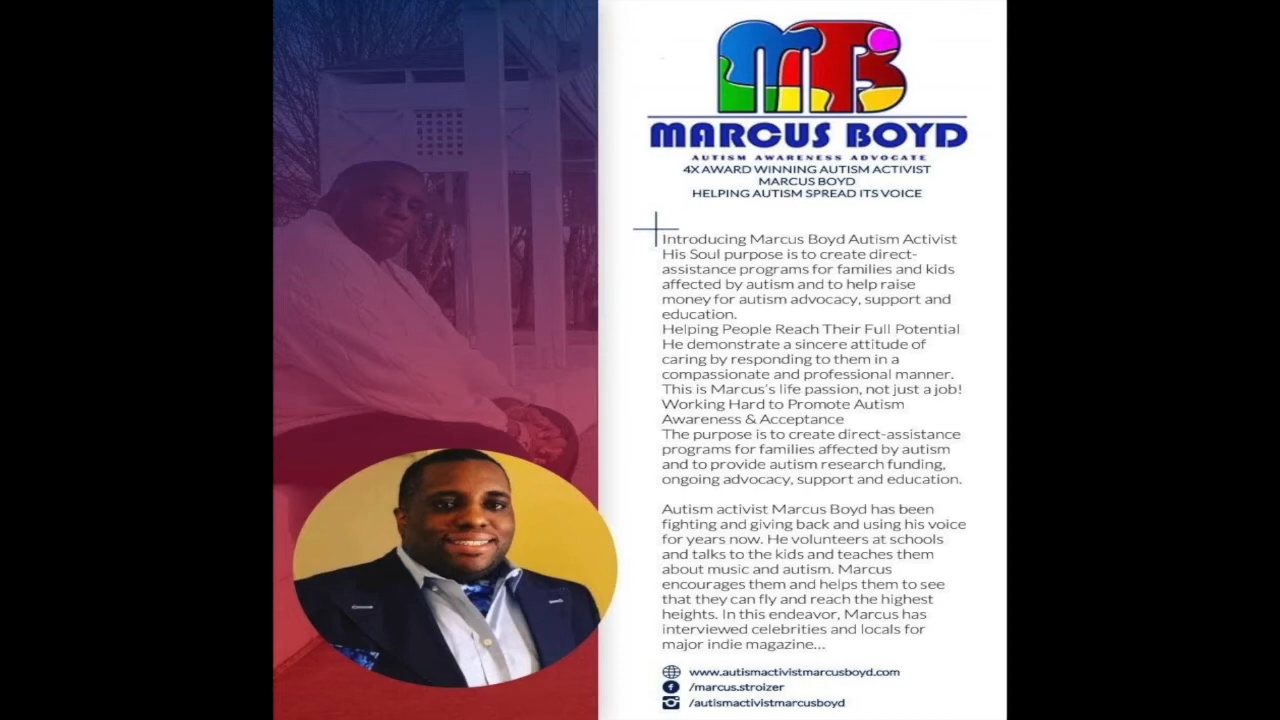 MB
MARCUS BOYD
AUTISM AWARENESS ADVOCATE
4X AWARD WINNING AUTISM ACTIVIST
MARCUS BOYD
HELPING AUTISM SPREAD ITS VOICE
Introducing Marcus Boyd Autism Activist
His Soul purpose is to create direct-
assistance programs for families and kids
affected by autism and to help raise
money for autism advocacy, support and
education.
Helping People Reach Their Full Potential
He demonstrate a sincere attitude of
caring by responding to them in a
compassionate and professional manner.
This is Marcus's life passion, not just a job!
Working Hard to Promote Autism
Awareness & Acceptance
The purpose is to create direct-assistance
programs for families affected by autism
and to provide autism research funding,
ongoing advocacy, support and education.
Autism activist Marcus Boyd has been
fighting and giving back and using his voice
for years now. He volunteers at schools
and talks to the kids and teaches them
about music and autism. Marcus
encourages them and helps them to see
that they can fly and reach the highest
heights. In this endeavor, Marcus has
interviewed celebrities and locals for
major indie magazine...
www.autismactivistmarcusboyd.com
/marcus.stroizer
/autismactivistmarcusboyd